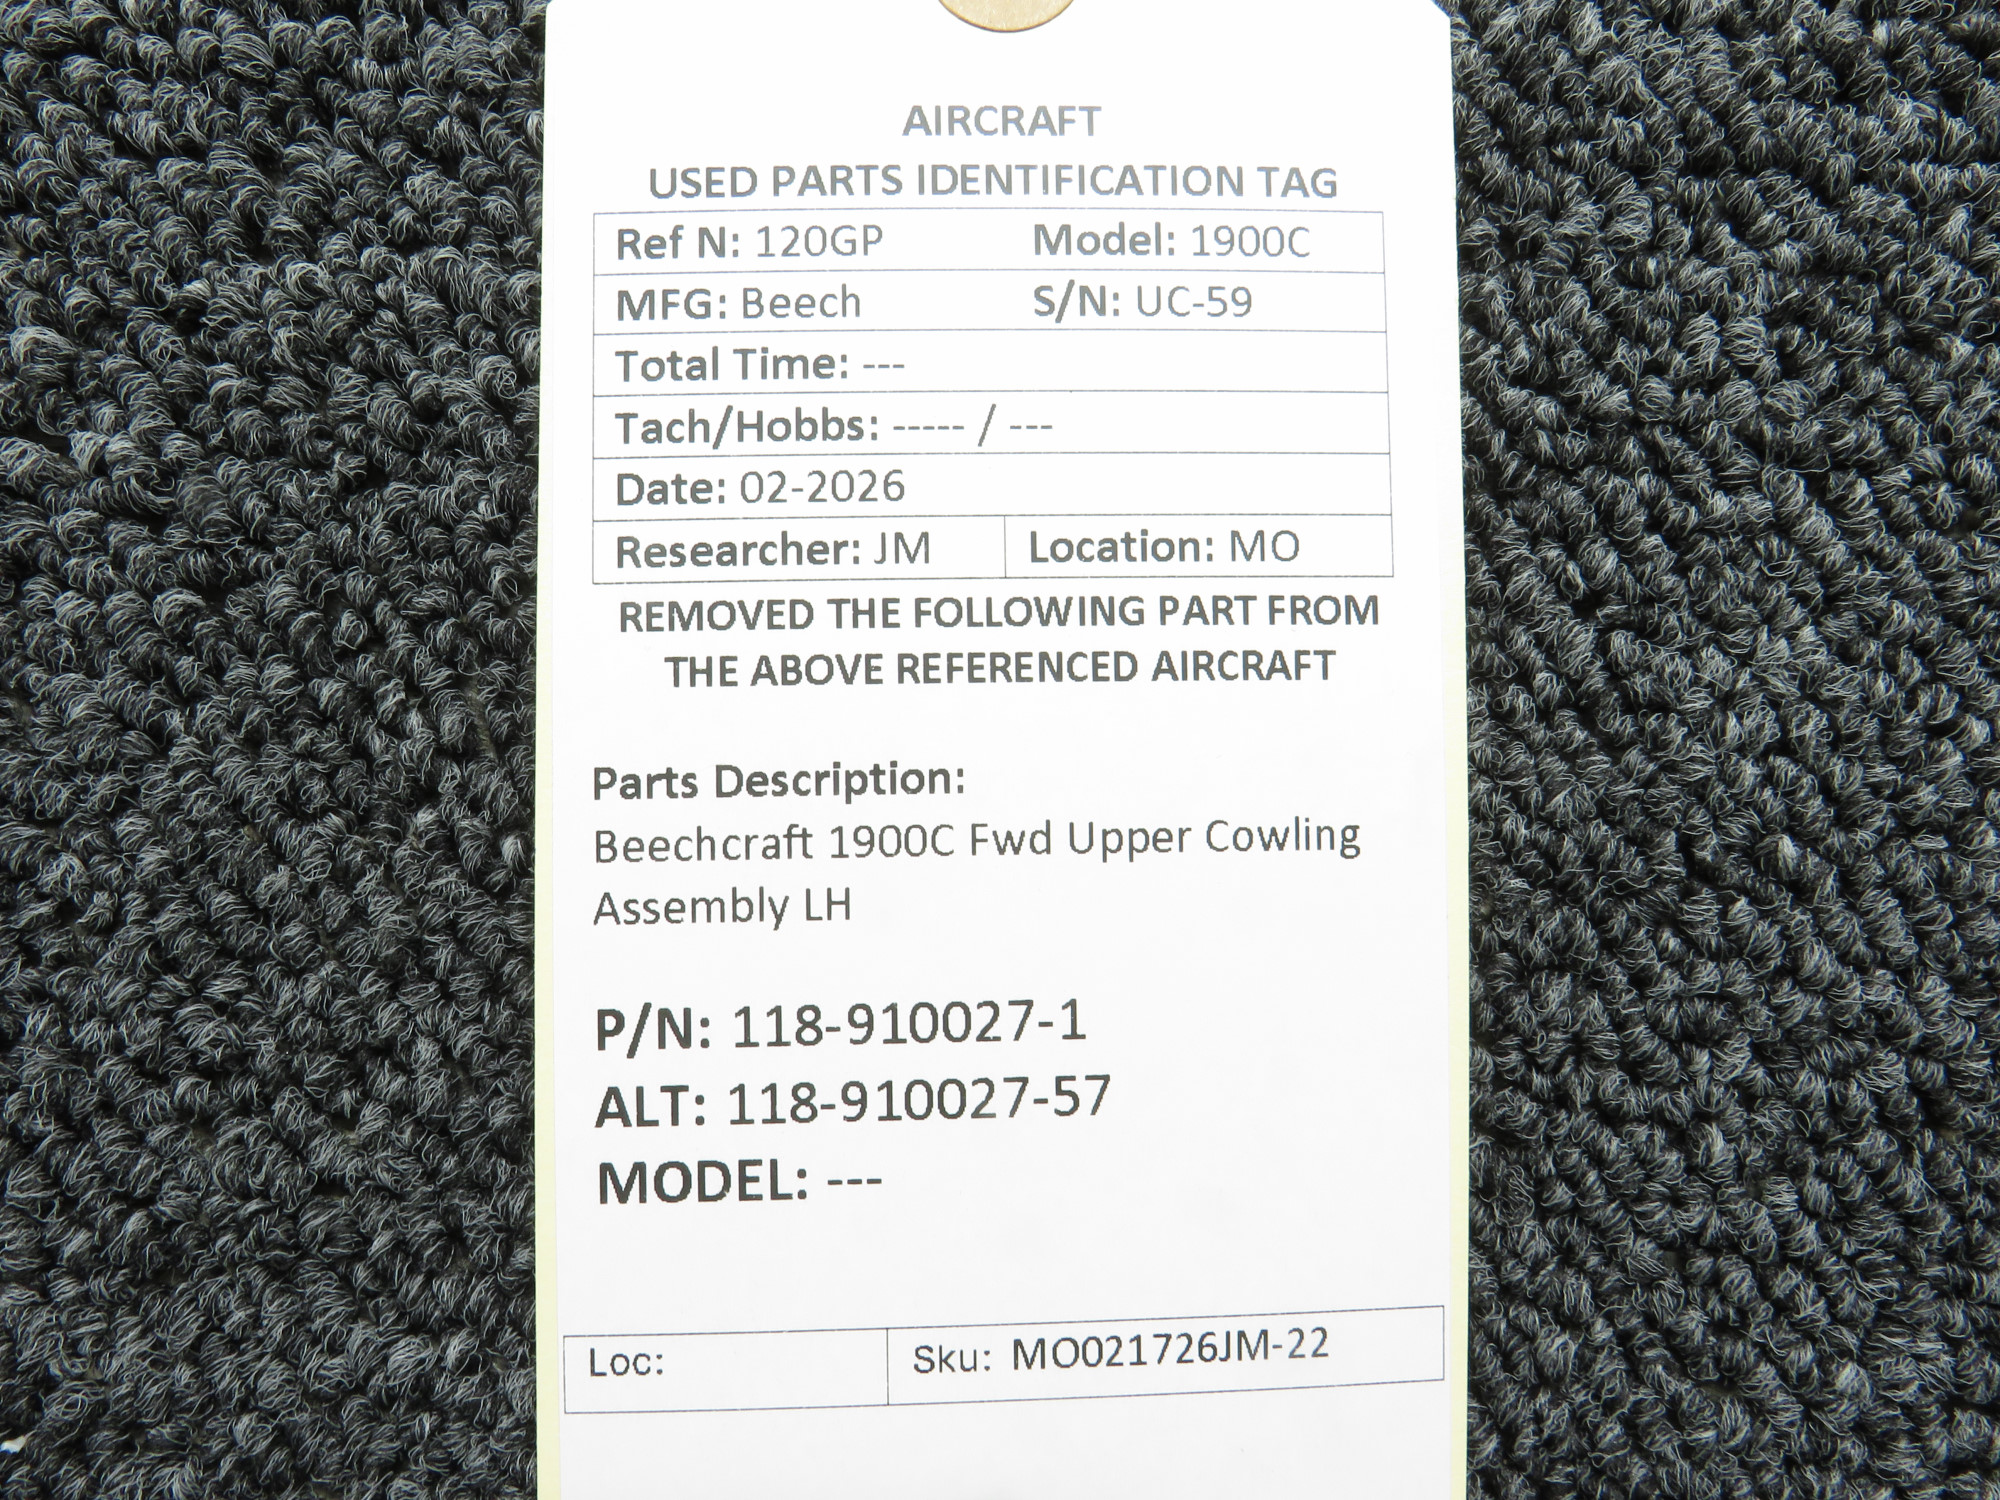 AIRCRAFT
USED PARTS IDENTIFICATION TAG
Ref N: 120GP Model: 1900C
MFG: Beech S/N: UC-59
Total Time: ---
Tach/Hobbs: ----- / ---
Date: 02-2026
Researcher: JM Location: MO
REMOVED THE FOLLOWING PART FROM
THE ABOVE REFERENCED AIRCRAFT
Parts Description:
Beechcraft 1900C Fwd Upper Cowling
Assembly LH
P/N: 118-910027-1
ALT: 118-910027-57
MODEL: ---
Loc: Sku: MO021726JM-22